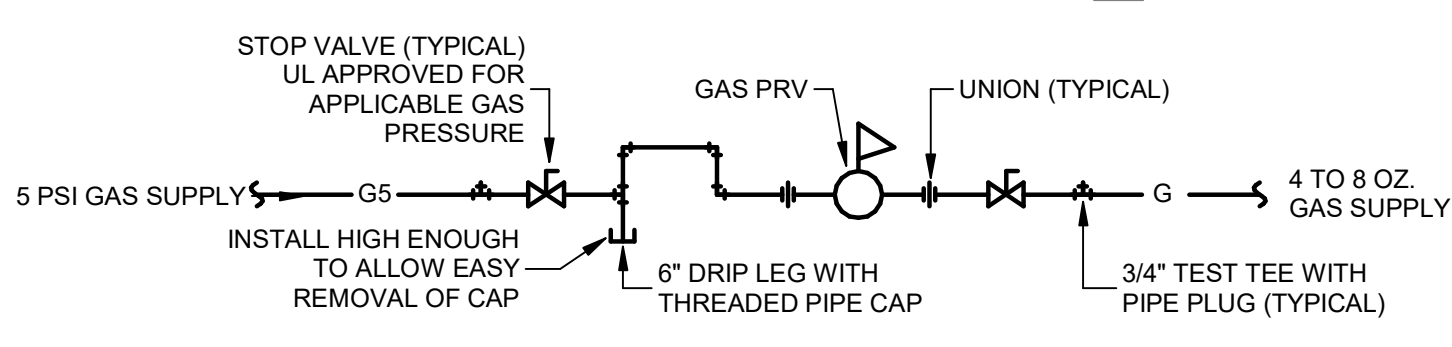 STOP VALVE (TYPICAL)
UL APPROVED FOR
APPLICABLE GAS
PRESSURE
GAS PRV
UNION (TYPICAL)
5 PSI GAS SUPPLY
G5
G
4 TO 8 OZ.
GAS SUPPLY
INSTALL HIGH ENOUGH
TO ALLOW EASY
REMOVAL OF CAP
6" DRIP LEG WITH
THREADED PIPE CAP
3/4" TEST TEE WITH
PIPE PLUG (TYPICAL)